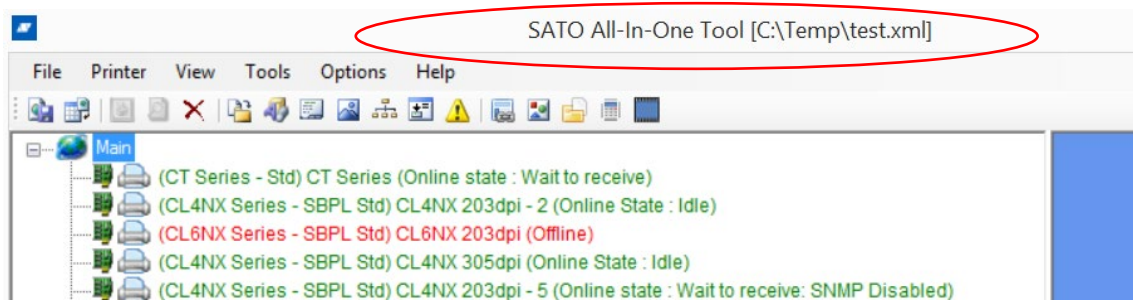 SATO All-In-One Tool [C:\Temp\test.xml]
File Printer View Tools Options Help
Main
(CT Series - Std) CT Series (Online state : Wait to receive)
(CL4NX Series - SBPL Std) CL4NX 203dpi - 2 (Online State : Idle)
(CL6NX Series - SBPL Std) CL6NX 203dpi (Offline)
(CL4NX Series - SBPL Std) CL4NX 305dpi (Online State : Idle)
(CL4NX Series - SBPL Std) CL4NX 203dpi - 5 (Online state : Wait to receive: SNMP Disabled)